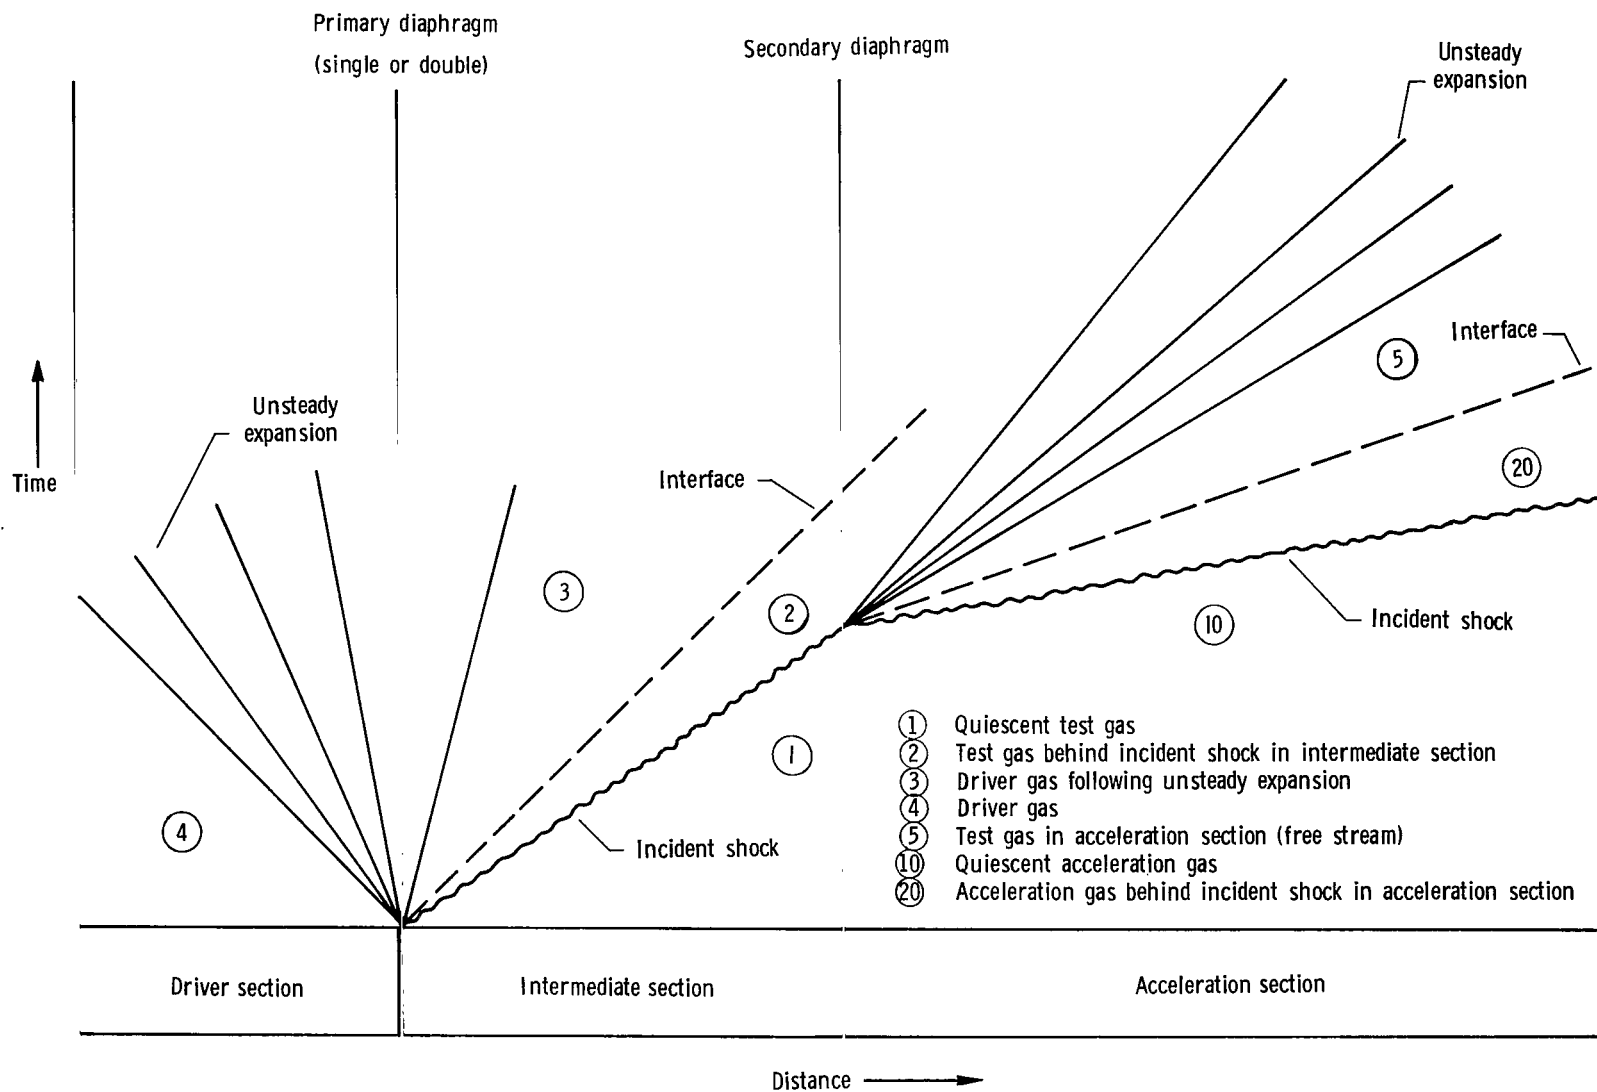 Primary diaphragm
(single or double)
Secondary diaphragm
Unsteady
expansion
Interface
5
Unsteady
expansion
Time
Interface
20
3
2
10
Incident shock
1
4
Incident shock
1 Quiescent test gas
2 Test gas behind incident shock in intermediate section
3 Driver gas following unsteady expansion
4 Driver gas
5 Test gas in acceleration section (free stream)
10 Quiescent acceleration gas
20 Acceleration gas behind incident shock in acceleration section
Driver section
Intermediate section
Acceleration section
Distance